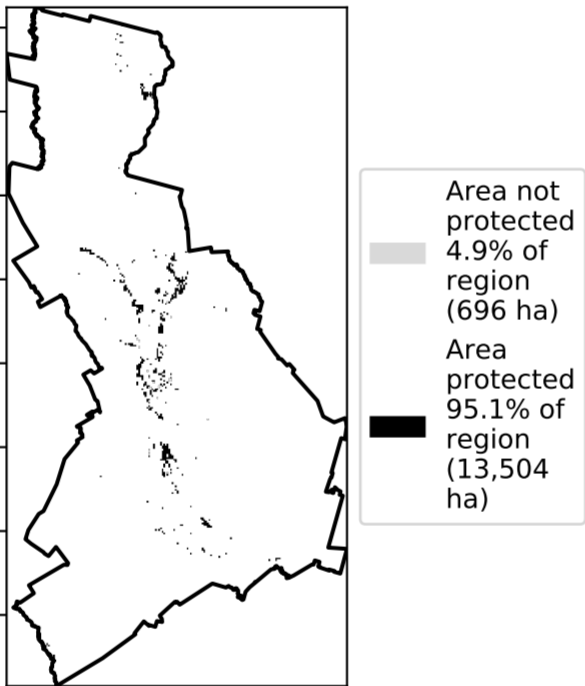 Area not
protected
4.9% of
region
(696 ha)
Area
protected
95.1% of
region
(13,504
ha)